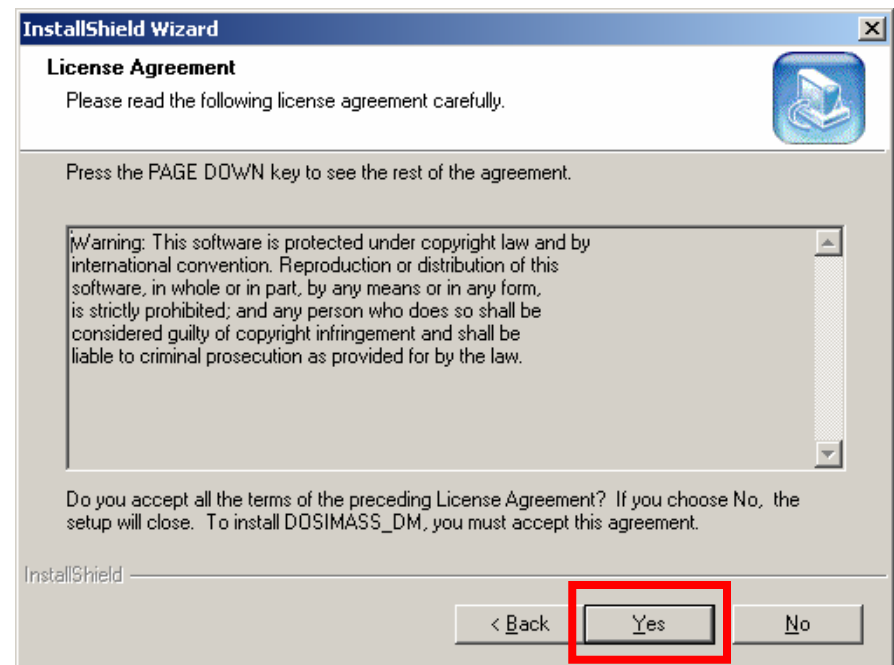 InstallShield Wizard
License Agreement
Please read the following license agreement carefully.
Press the PAGE DOWN key to see the rest of the agreement.
Warning: This software is protected under copyright law and by
international convention. Reproduction or distribution of this
software, in whole or in part, by any means or in any form,
is strictly prohibited; and any person who does so shall be
considered guilty of copyright infringement and shall be
liable to criminal prosecution as provided for by the law.
Do you accept all the terms of the preceding License Agreement?  If you choose No,  the
setup will close.  To install DOSIMASS_DM, you must accept this agreement.
InstallShield
< Back Yes No